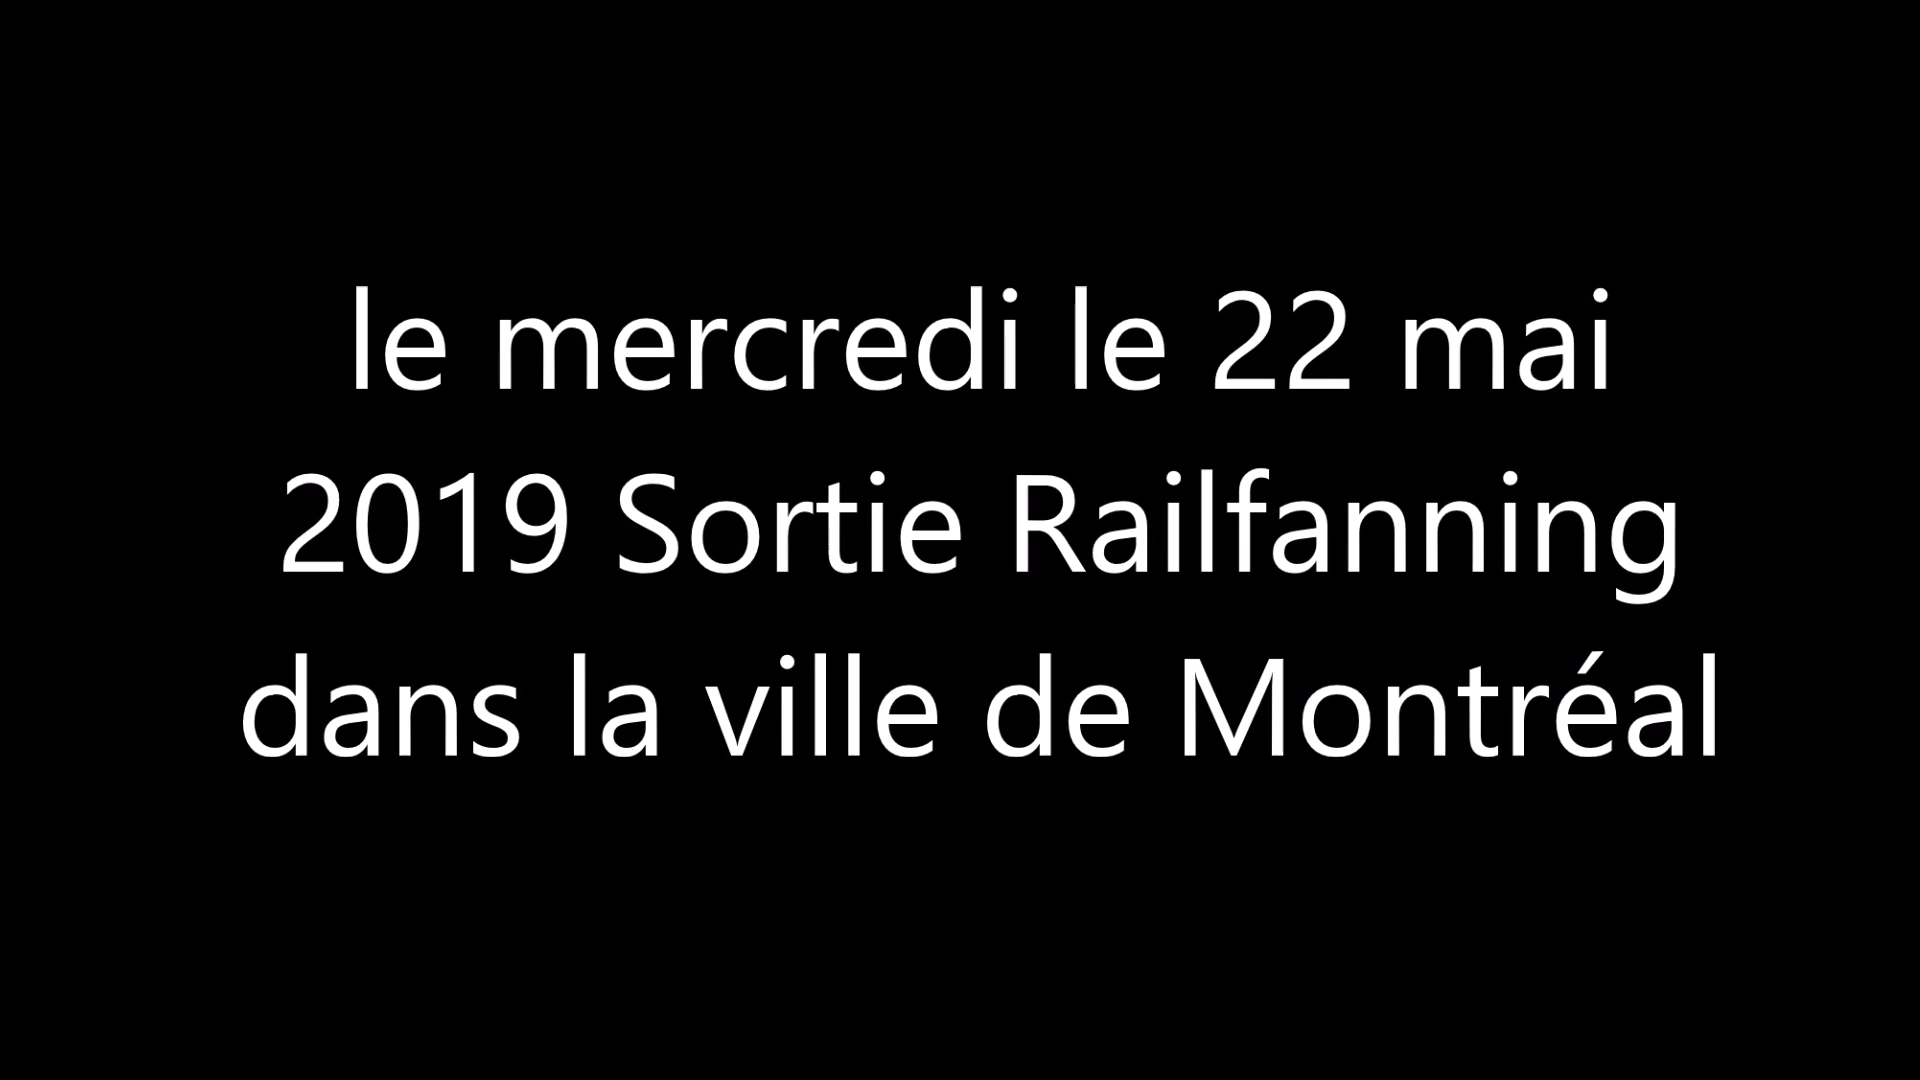 le mercredi le 22 mai
2019 Sortie Railfanning
dans la ville de Montréal